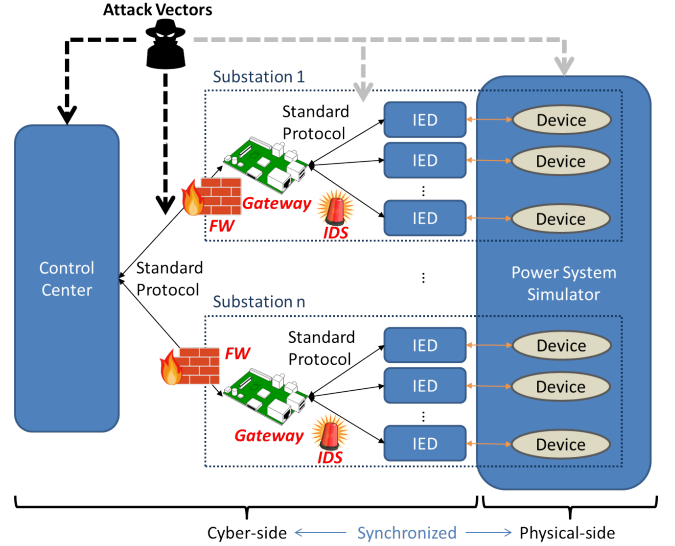 Attack Vectors
Substation 1
Standard
Protocol
IED
Device
IED
Device
Gateway
...
FW
IDS
IED
Device
Control
Center
Standard
Protocol
...
Power System
Simulator
Substation n
Standard
Protocol
IED
Device
FW
IED
Device
...
Gateway
IDS
IED
Device
Cyber-side
Synchronized
Physical-side